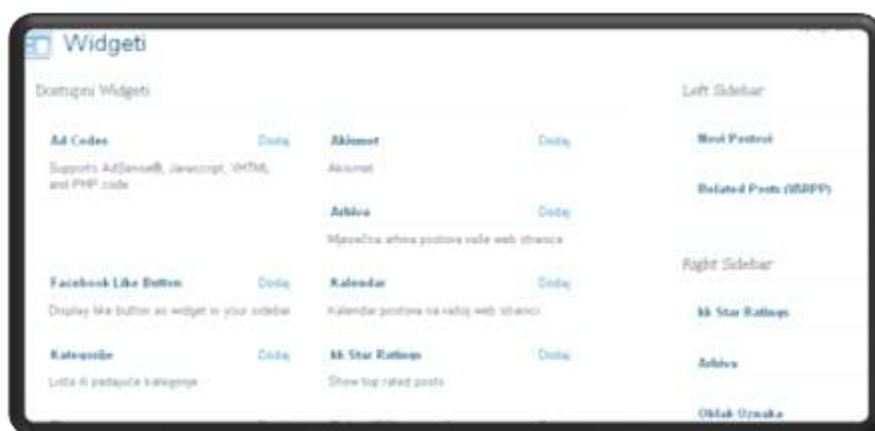 Widgeti
Dostupni Widgeti
Ad Codes Dodaj
Supports AdSense®, Javascript, XHTML,
and PHP code
Akismet Dodaj
Akismet
Arhiva Dodaj
Mjesečna arhiva postova vaše web stranice
Facebook Like Button Dodaj
Display like button as widget in your sidebar
Kalendar Dodaj
Kalendar postova na vašoj web stranici
Kategorije Dodaj
Lista ili padajuće kategorije
kk Star Ratings Dodaj
Show top rated posts
Left Sidebar
Novi Postovi
Related Posts (YARPP)
Right Sidebar
kk Star Ratings
Arhiva
Oblak Oznaka